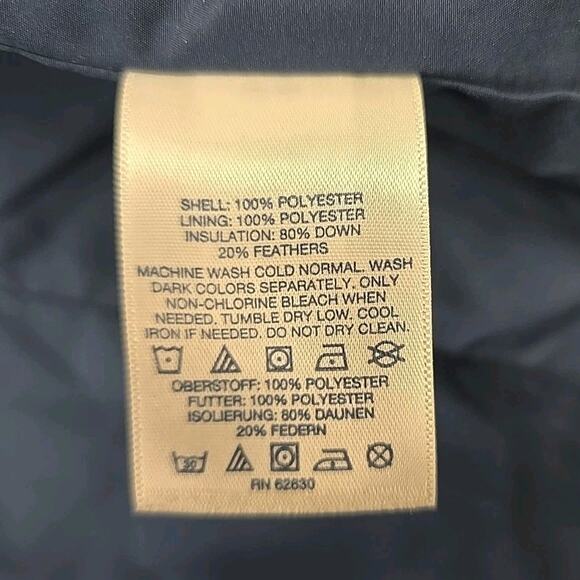 SHELL: 100% POLYESTER
LINING: 100% POLYESTER
INSULATION: 80% DOWN
20% FEATHERS
MACHINE WASH COLD NORMAL. WASH
DARK COLORS SEPARATELY. ONLY
NON-CHLORINE BLEACH WHEN
NEEDED. TUMBLE DRY LOW. COOL
IRON IF NEEDED. DO NOT DRY CLEAN.
OBERSTOFF: 100% POLYESTER
FUTTER: 100% POLYESTER
ISOLIERUNG: 80% DAUNEN
20% FEDERN
30
RN 62630